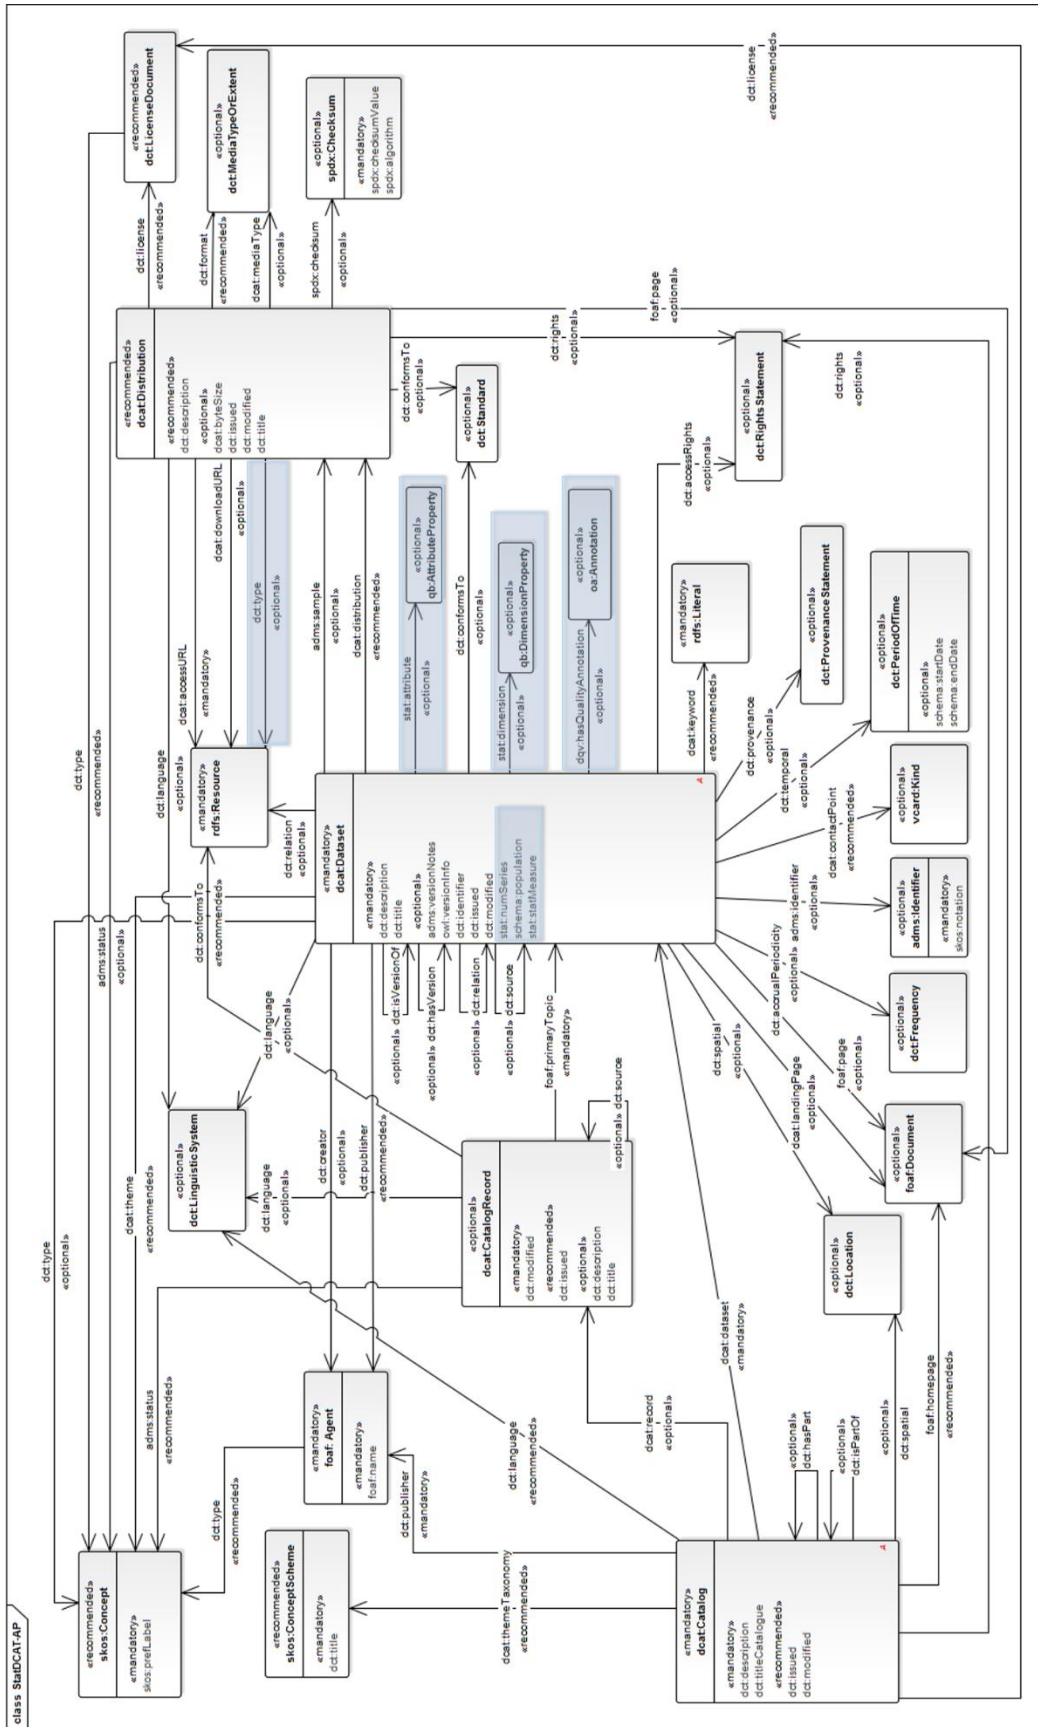 class StatDCAT-AP
«recommended»
skos:Concept
«mandatory»
skos:prefLabel
«recommended»
skos:ConceptScheme
«mandatory»
dct:title
«mandatory»
dcat:Catalog
«mandatory»
dct:description
dct:titleCatalogue
«recommended»
dct:issued
dct:modified
A
dct:type
«recommended»
«mandatory»
foaf: Agent
«mandatory»
foaf:name
dcat:themeTaxonomy
«recommended»
dct:publisher
«mandatory»
dct:language
«recommended»
dcat:record
«optional»
dcat:dataset
«mandatory»
«optional»
dct:hasPart
«optional»
dct:isPartOf
«optional»
dct:spatial
foaf:homepage
«recommended»
adms:status
«recommended»
dct:type
«optional»
dcat:theme
«recommended»
«optional»
dct:LinguisticSystem
dct:language
«optional»
dct:creator
«optional»
dct:publisher
«recommended»
«optional»
dcat:CatalogRecord
«mandatory»
dct:modified
«recommended»
dct:issued
«optional»
dct:description
dct:title
«optional» dct:source
foaf:primaryTopic
«mandatory»
«optional»
dct:Location
«optional»
foaf:Document
adms:status
«optional»
dct:conformsTo
«recommended»
dct:language
«optional»
«optional» dct:isVersionOf
«optional» dct:hasVersion
«optional» dct:relation
«optional» dct:source
dct:spatial
«optional»
dcat:landingPage
«optional»
foaf:page
«optional»
dct:accrualPeriodicity
«optional»
adms:identifier
«optional»
dcat:contactPoint
«recommended»
dct:temporal
«optional»
dct:provenance
«optional»
«mandatory»
dcat:Dataset
«mandatory»
dct:description
dct:title
«optional»
adms:versionNotes
owl:versionInfo
dct:identifier
dct:issued
dct:modified
stat:numSeries
schema:population
stat:statMeasure
A
«optional»
dct:Frequency
«optional»
adms:Identifier
«mandatory»
skos:notation
«optional»
vcard:Kind
«optional»
dct:PeriodOfTime
«optional»
schema:startDate
schema:endDate
«optional»
dct:ProvenanceStatement
«mandatory»
rdfs:Literal
dcat:keyword
«recommended»
«mandatory»
rdfs:Resource
dct:relation
«optional»
dct:type
«recommended»
dct:language
«optional»
dcat:accessURL
«mandatory»
dcat:downloadURL
«optional»
dct:type
«optional»
adms:sample
«optional»
dcat:distribution
«recommended»
stat:attribute
«optional»
«optional»
qb:AttributeProperty
dct:conformsTo
«optional»
stat:dimension
«optional»
«optional»
qb:DimensionProperty
dqv:hasQualityAnnotation
«optional»
«optional»
oa:Annotation
dct:accessRights
«optional»
«recommended»
dcat:Distribution
«recommended»
dct:description
«optional»
dcat:byteSize
dct:issued
dct:modified
dct:title
dct:conformsTo
«optional»
«optional»
dct:Standard
dct:rights
«optional»
foaf:page
«optional»
«optional»
dct:RightsStatement
dct:rights
«optional»
dct:license
«recommended»
dct:format
«recommended»
dcat:mediaType
«optional»
spdx:checksum
«optional»
«recommended»
dct:LicenseDocument
«optional»
dct:MediaTypeOrExtent
«optional»
spdx:Checksum
«mandatory»
spdx:checksumValue
spdx:algorithm
dct:license
«recommended»